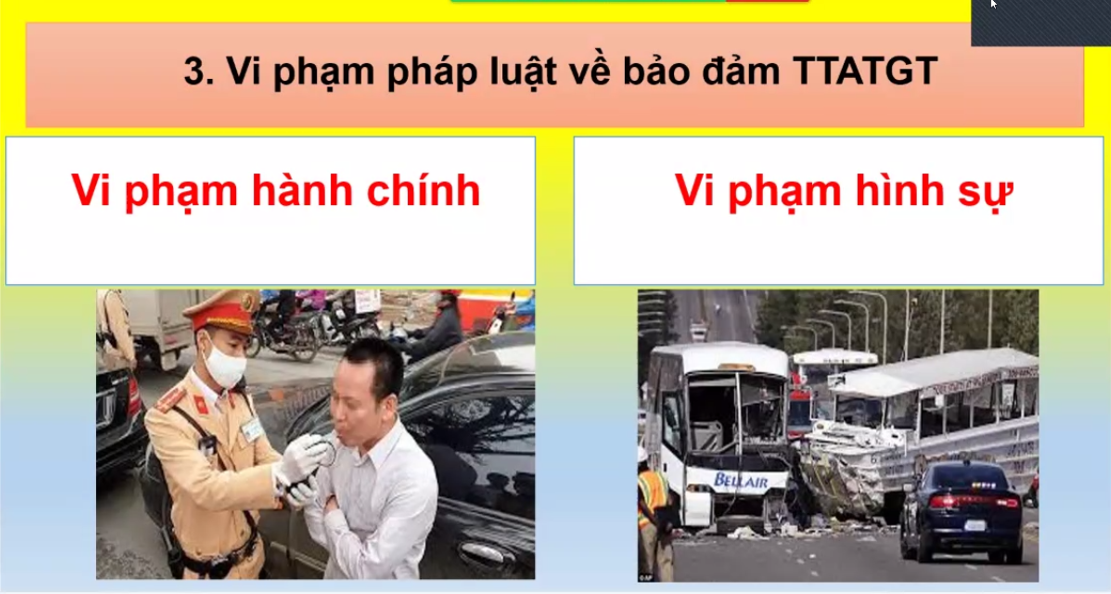 3. Vi phạm pháp luật về bảo đảm TTATGT
Vi phạm hành chính
Vi phạm hình sự
BELLAIR